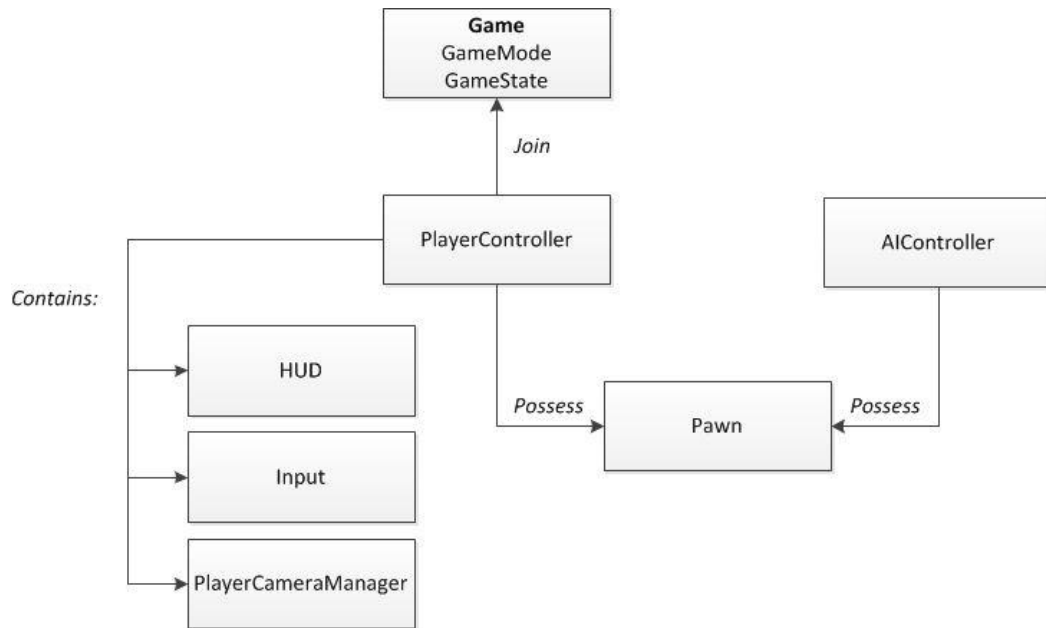 Game
GameMode
GameState
Join
PlayerController
AIController
Contains:
HUD
Possess
Pawn
Possess
Input
PlayerCameraManager